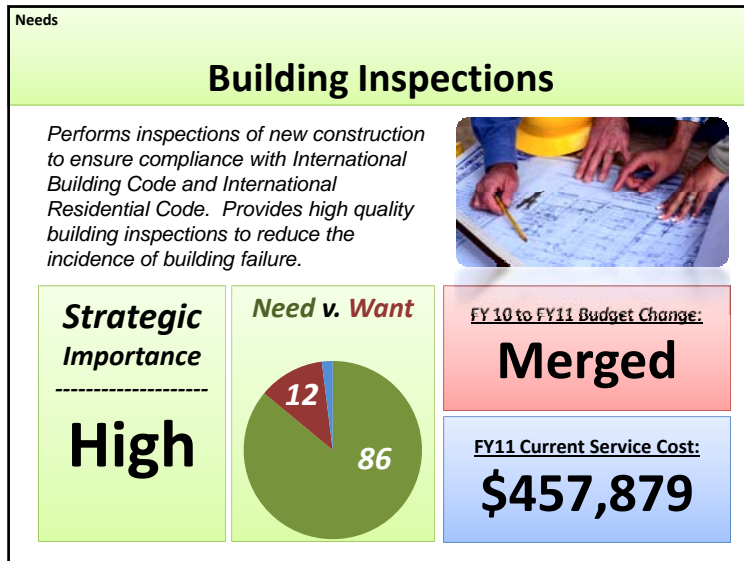 Needs
Building Inspections
Performs inspections of new construction
to ensure compliance with International
Building Code and International
Residential Code.  Provides high quality
building inspections to reduce the
incidence of building failure.
Strategic
Importance
--------------------
High
Need v. Want
12
86
FY 10 to FY11 Budget Change:
Merged
FY11 Current Service Cost:
$457,879